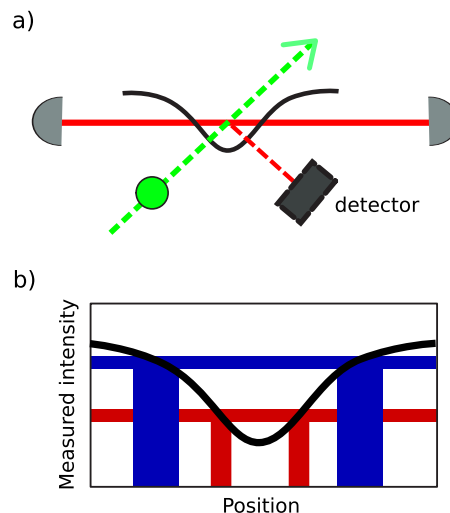 a)
detector
b)
Measured intensity
Position